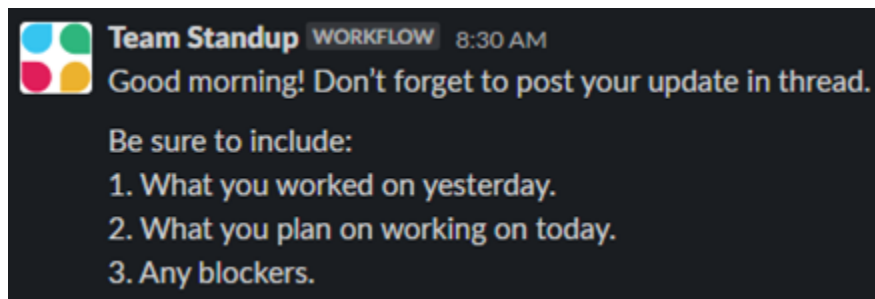 Team Standup WORKFLOW 8:30 AM
Good morning! Don’t forget to post your update in thread.
Be sure to include:
1. What you worked on yesterday.
2. What you plan on working on today.
3. Any blockers.